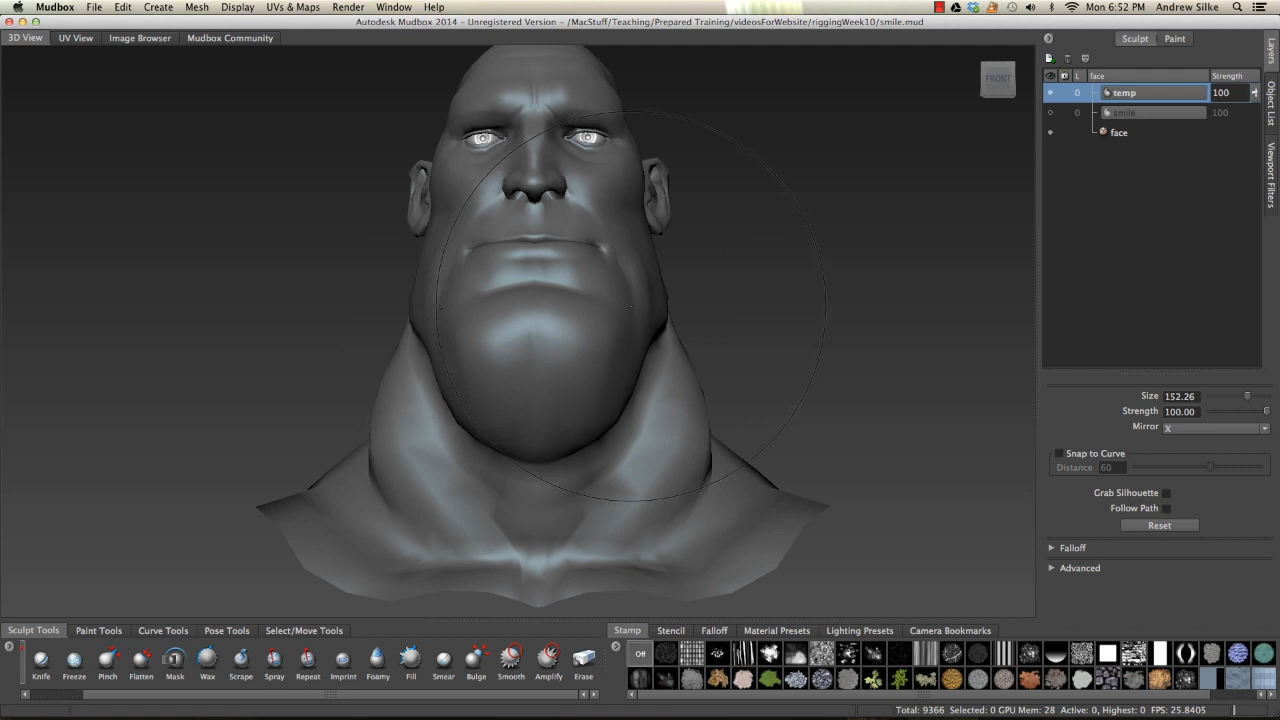 Mudbox File Edit Create Mesh Display UVs & Maps Render Window Help Mon 6:52 PM Andrew Silke
Autodesk Mudbox 2014 - Unregistered Version - /MacStuff/Teaching/Prepared Training/videosForWebsite/riggingWeek10/smile.mud
3D View UV View Image Browser Mudbox Community
Sculpt Paint
L face Strength
0 temp 100
0 smile 100
face
Layers
Object List
Viewport Filters
FRONT
Size 152.26
Strength 100.00
Mirror X
Snap to Curve
Distance 60
Grab Silhouette
Follow Path
Reset
Falloff
Advanced
Sculpt Tools Paint Tools Curve Tools Pose Tools Select/Move Tools
Knife Freeze Pinch Flatten Mask Wax Scrape Spray Repeat Imprint Foamy Fill Smear Bulge Smooth Amplify Erase
Stamp Stencil Falloff Material Presets Lighting Presets Camera Bookmarks
Off
Total: 9366 Selected: 0 GPU Mem: 28 Active: 0, Highest: 0 FPS: 25.8405